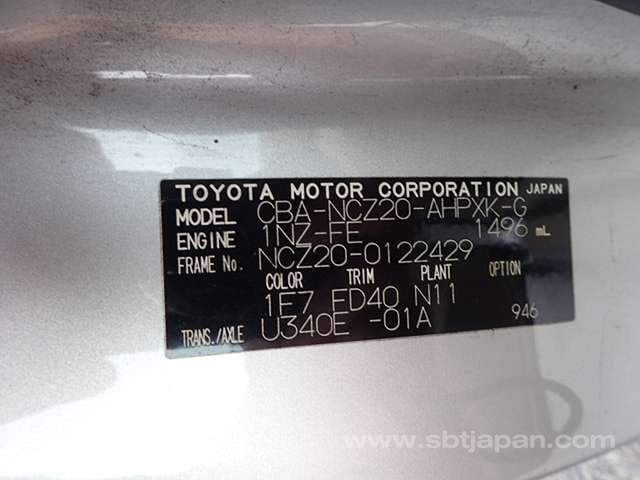 TOYOTA MOTOR CORPORATION JAPAN
MODEL CBA-NCZ20-AHPXK-G
ENGINE 1NZ-FE 1496 mL
FRAME No. NCZ20-0122429
COLOR TRIM PLANT OPTION
1F7 FD40 N11
TRANS./AXLE U340E -01A 946
www.sbtjapan.com